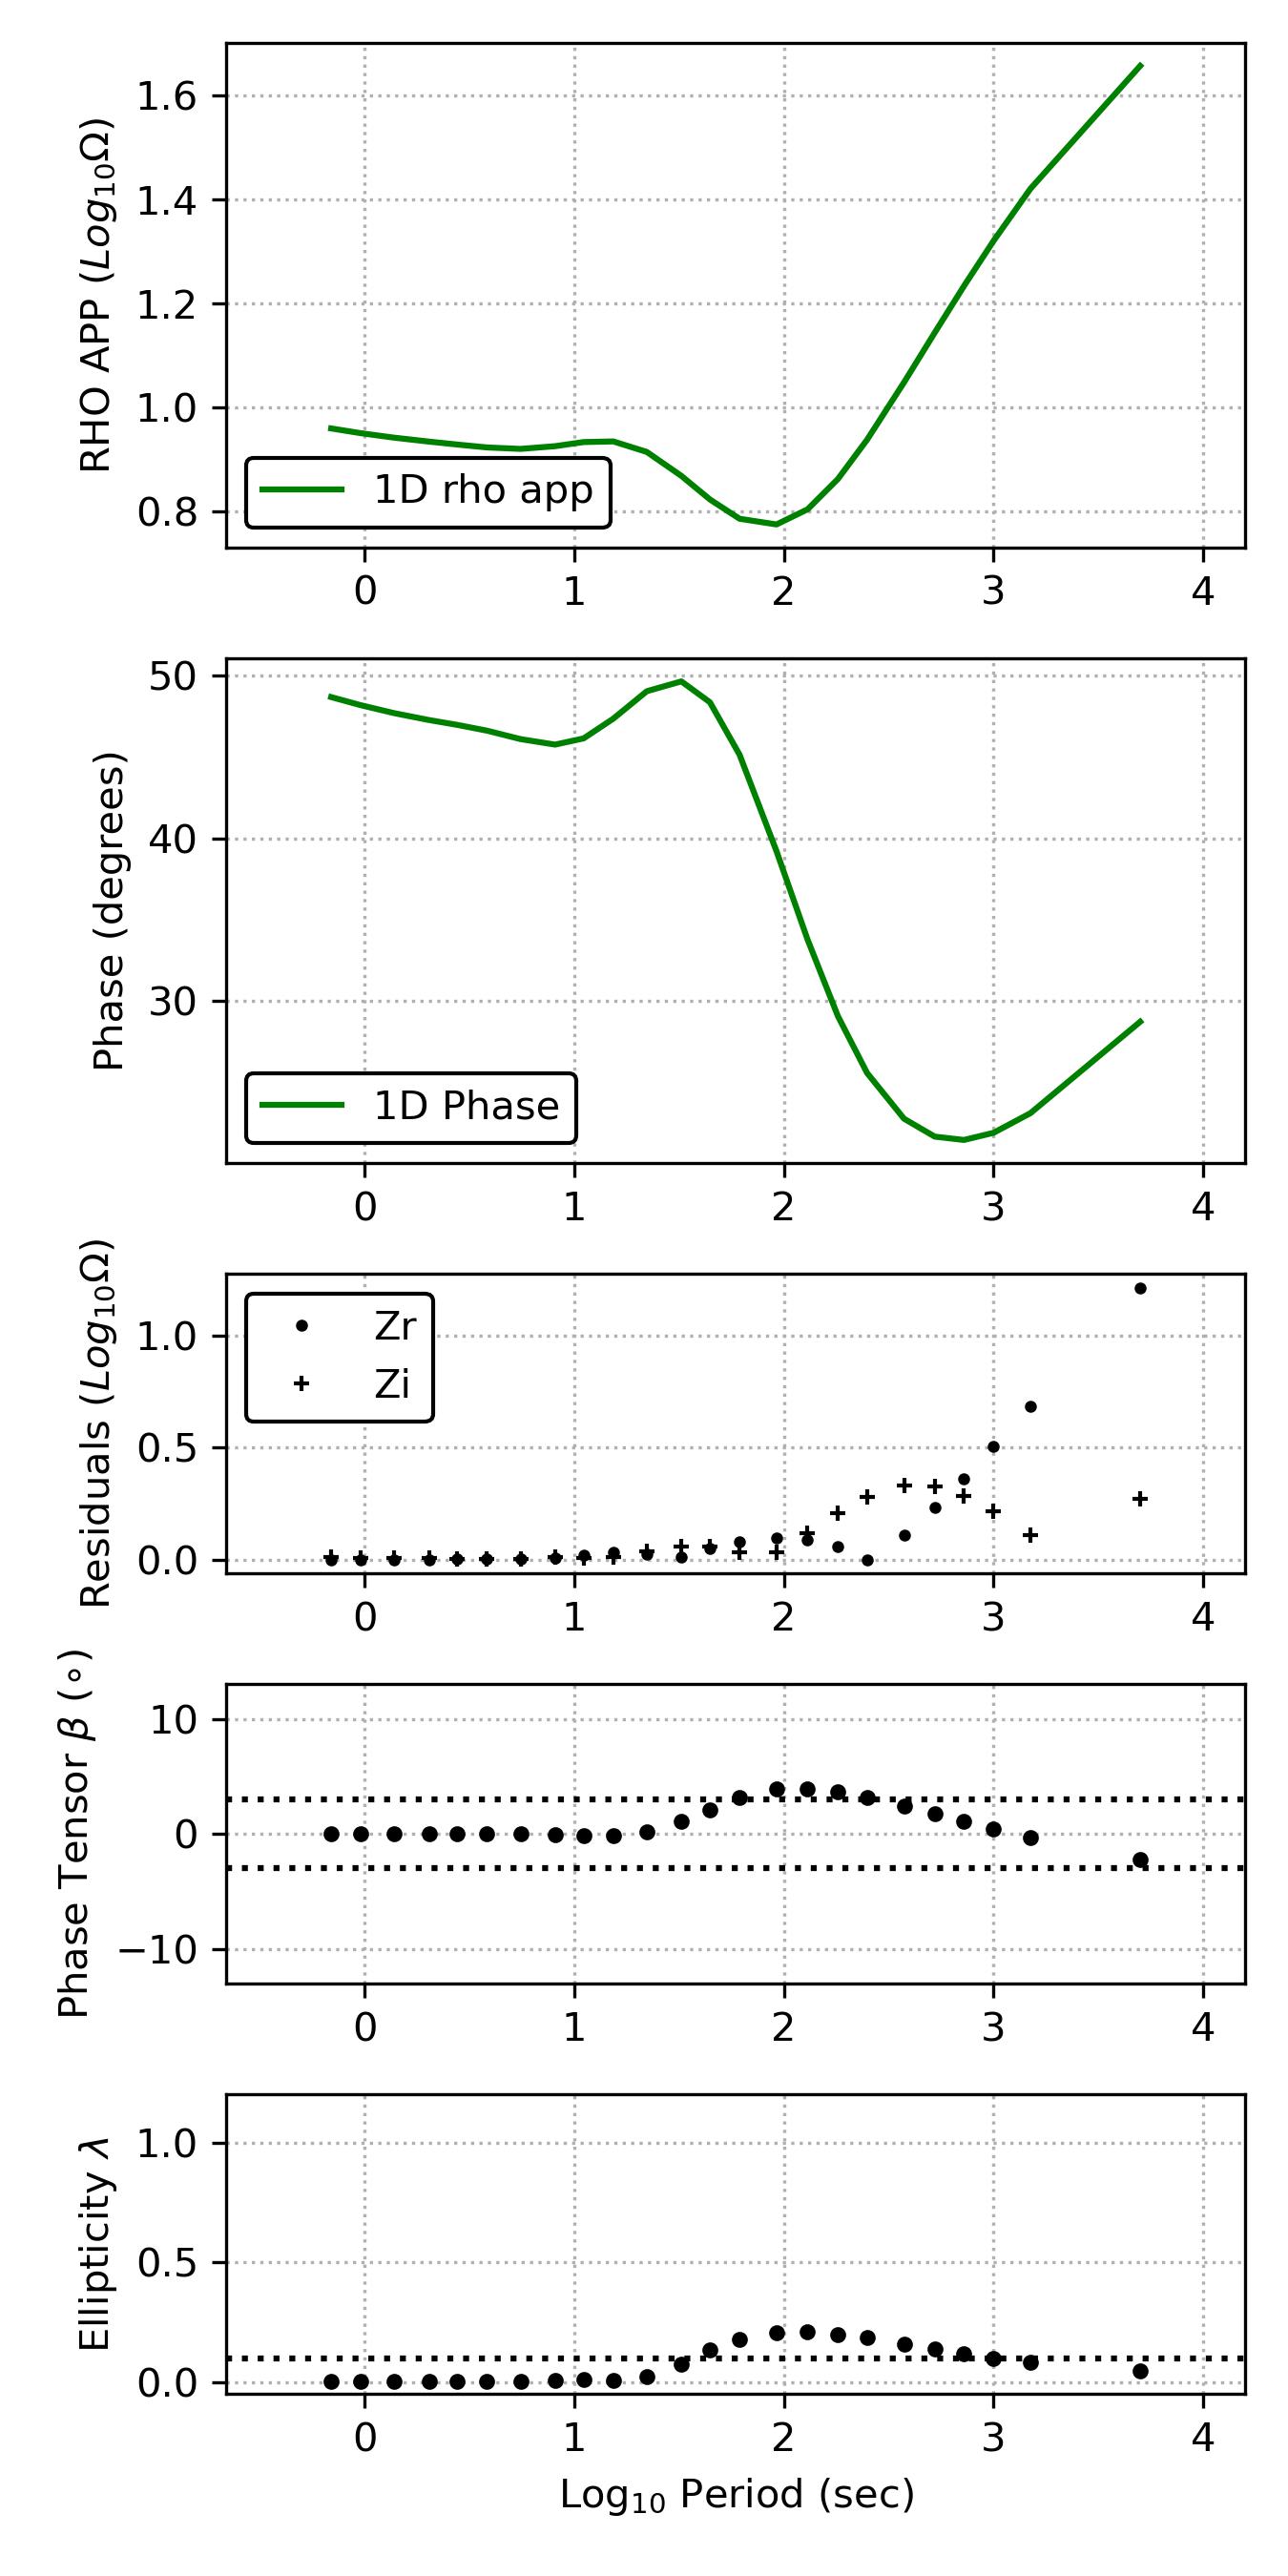 RHO APP (Log10Ω)
1.6
1.4
1.2
1.0
0.8
1D rho app
0 1 2 3 4
Phase (degrees)
50
40
30
1D Phase
0 1 2 3 4
Residuals (Log10Ω)
1.0
0.5
0.0
Zr
Zi
0 1 2 3 4
Phase Tensor β (∘)
10
0
−10
0 1 2 3 4
Ellipticity λ
1.0
0.5
0.0
0 1 2 3 4
Log10 Period (sec)